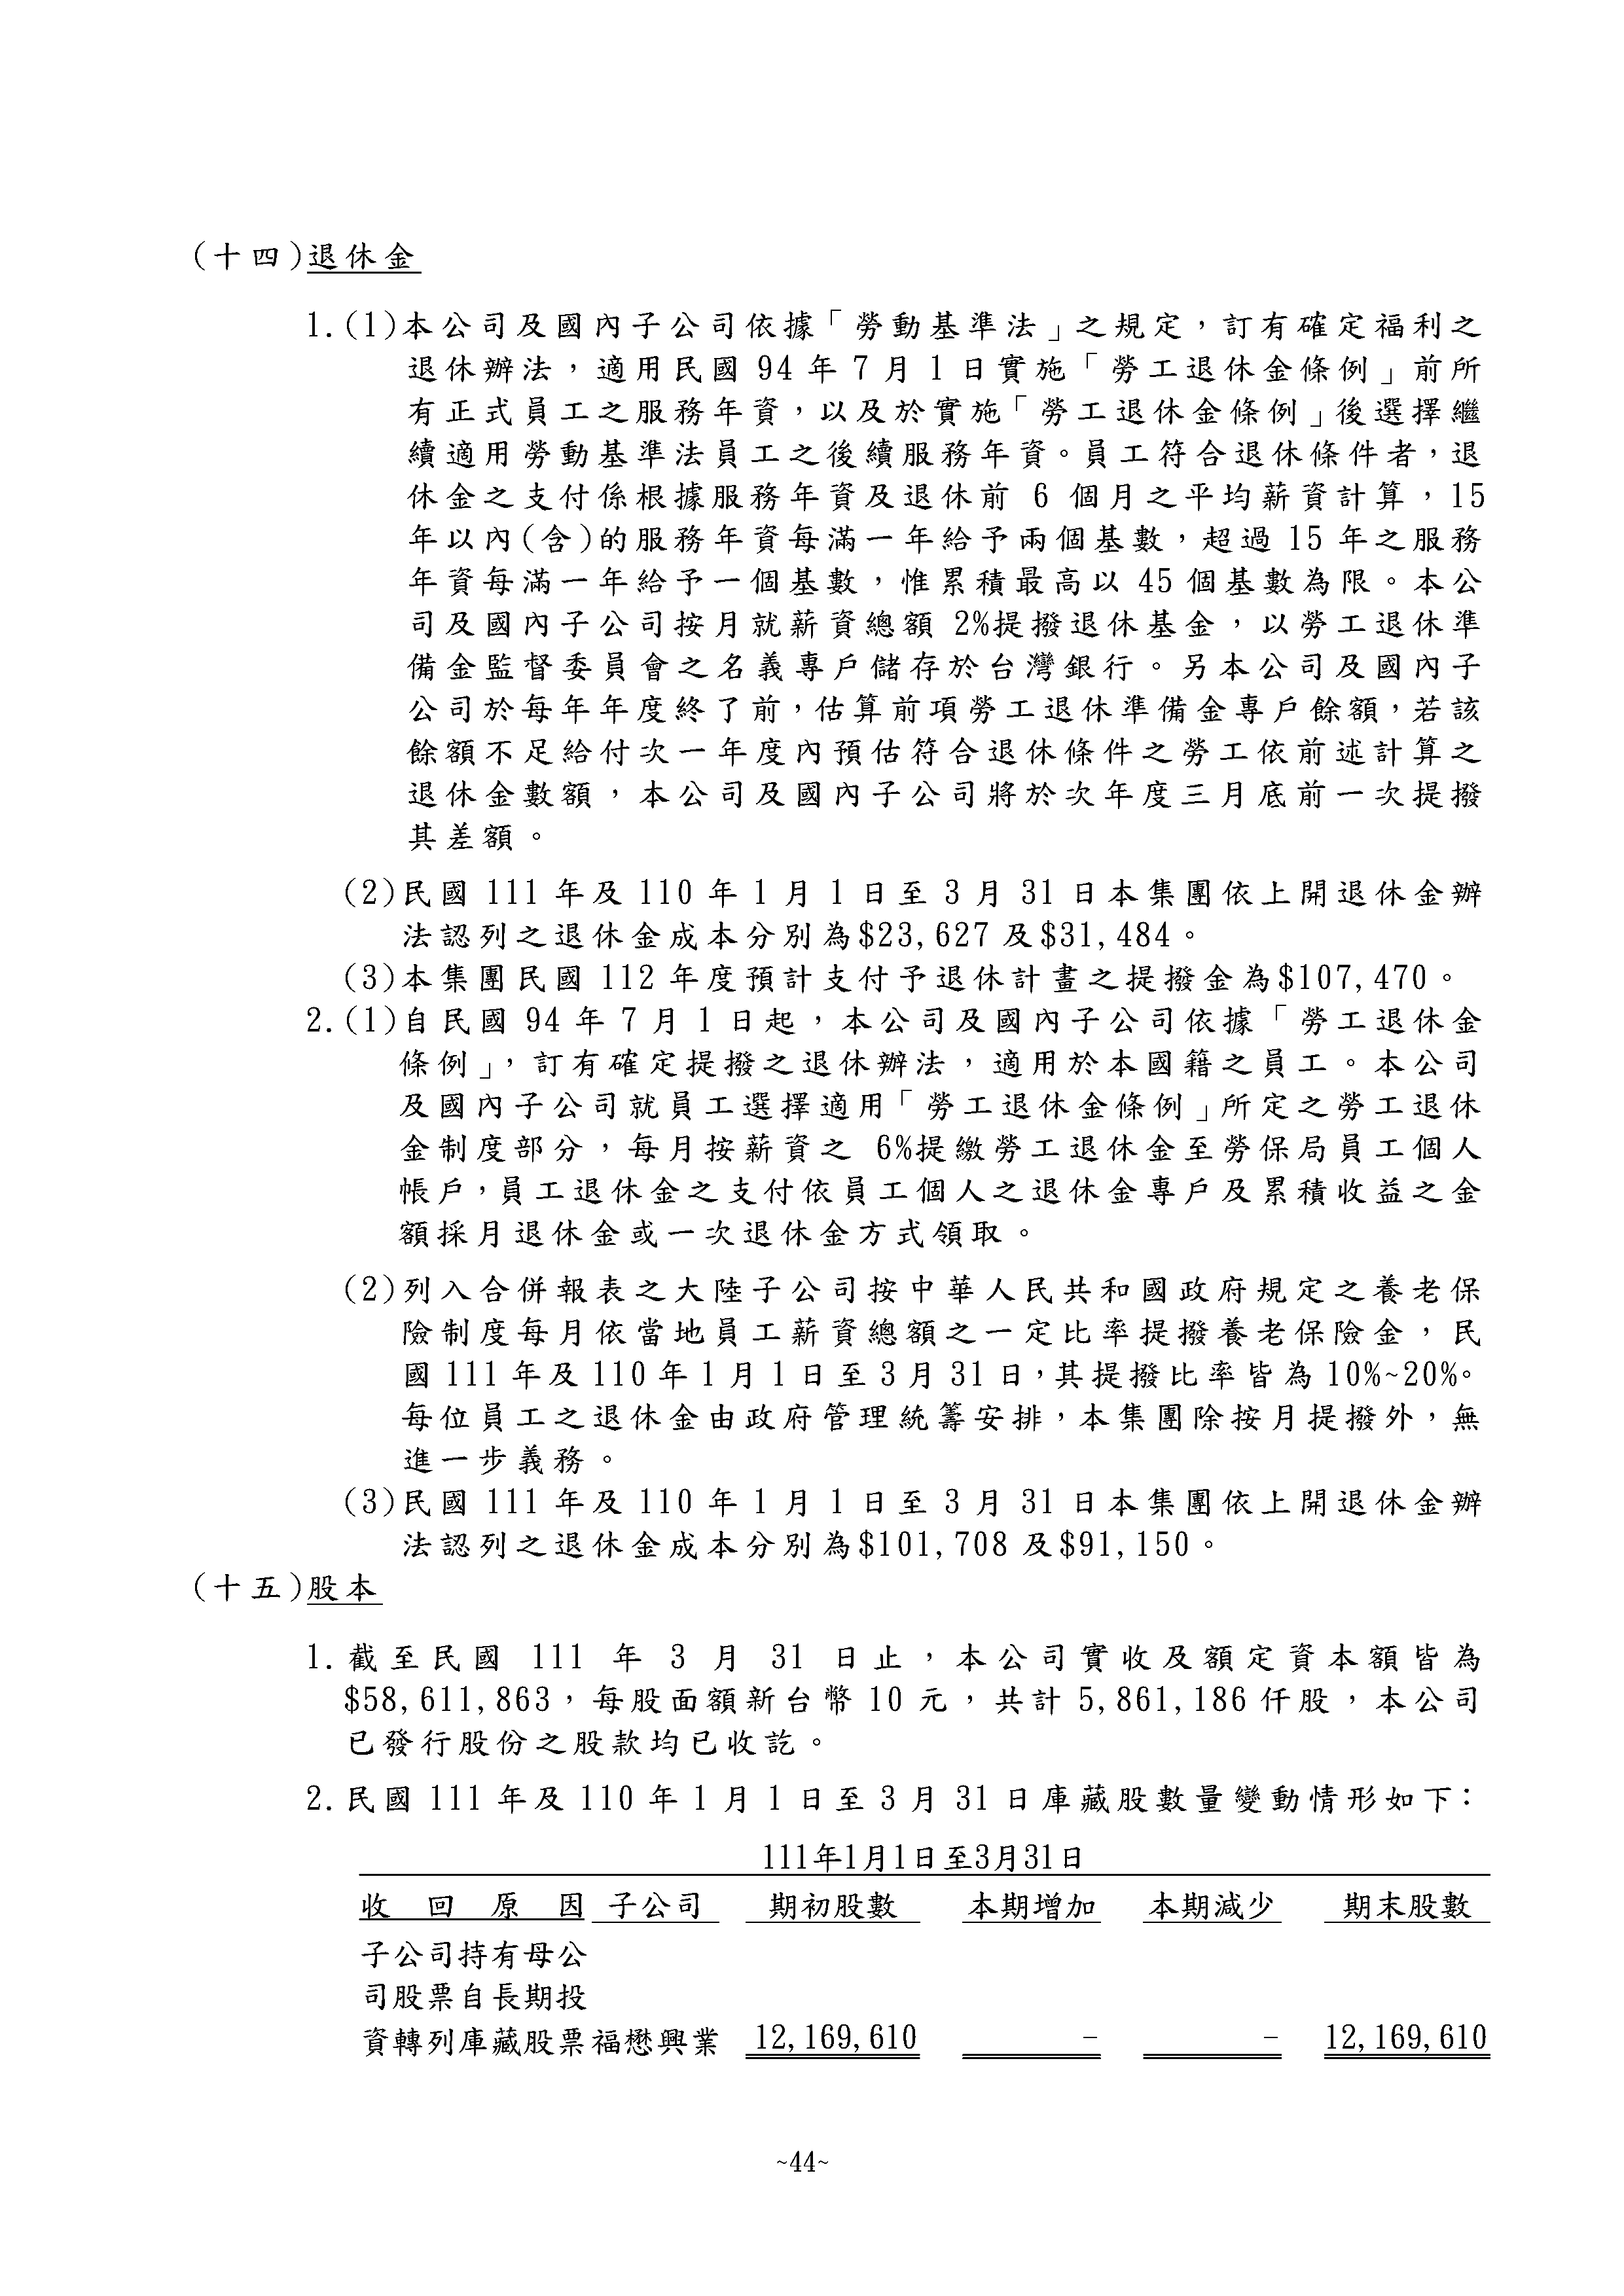 (十四)退休金
1.(1)本公司及國內子公司依據「勞動基準法」之規定，訂有確定福利之
退休辦法，適用民國 94 年 7 月 1 日實施「勞工退休金條例」前所
有正式員工之服務年資，以及於實施「勞工退休金條例」後選擇繼
續適用勞動基準法員工之後續服務年資。員工符合退休條件者，退
休金之支付係根據服務年資及退休前 6 個月之平均薪資計算，15
年以內(含)的服務年資每滿一年給予兩個基數，超過 15 年之服務
年資每滿一年給予一個基數，惟累積最高以 45 個基數為限。本公
司及國內子公司按月就薪資總額 2%提撥退休基金，以勞工退休準
備金監督委員會之名義專戶儲存於台灣銀行。另本公司及國內子
公司於每年年度終了前，估算前項勞工退休準備金專戶餘額，若該
餘額不足給付次一年度內預估符合退休條件之勞工依前述計算之
退休金數額，本公司及國內子公司將於次年度三月底前一次提撥
其差額。
(2)民國 111 年及 110 年 1 月 1 日至 3 月 31 日本集團依上開退休金辦
法認列之退休金成本分別為$23,627 及$31,484。
(3)本集團民國 112 年度預計支付予退休計畫之提撥金為$107,470。
2.(1)自民國 94 年 7 月 1 日起，本公司及國內子公司依據「勞工退休金
條例」，訂有確定提撥之退休辦法，適用於本國籍之員工。本公司
及國內子公司就員工選擇適用「勞工退休金條例」所定之勞工退休
金制度部分，每月按薪資之 6%提繳勞工退休金至勞保局員工個人
帳戶，員工退休金之支付依員工個人之退休金專戶及累積收益之金
額採月退休金或一次退休金方式領取。
(2)列入合併報表之大陸子公司按中華人民共和國政府規定之養老保
險制度每月依當地員工薪資總額之一定比率提撥養老保險金，民
國 111 年及 110 年 1 月 1 日至 3 月 31 日，其提撥比率皆為 10%~20%。
每位員工之退休金由政府管理統籌安排，本集團除按月提撥外，無
進一步義務。
(3)民國 111 年及 110 年 1 月 1 日至 3 月 31 日本集團依上開退休金辦
法認列之退休金成本分別為$101,708 及$91,150。
(十五)股本
1. 截至民國 111 年 3 月 31 日止，本公司實收及額定資本額皆為
$58,611,863，每股面額新台幣 10 元，共計 5,861,186 仟股，本公司
已發行股份之股款均已收訖。
2. 民國 111 年及 110 年 1 月 1 日至 3 月 31 日庫藏股數量變動情形如下：
111年1月1日至3月31日
收 回 原 因 子公司 期初股數 本期增加 本期減少 期末股數
子公司持有母公
司股票自長期投
資轉列庫藏股票 福懋興業 12,169,610 - - 12,169,610
~44~